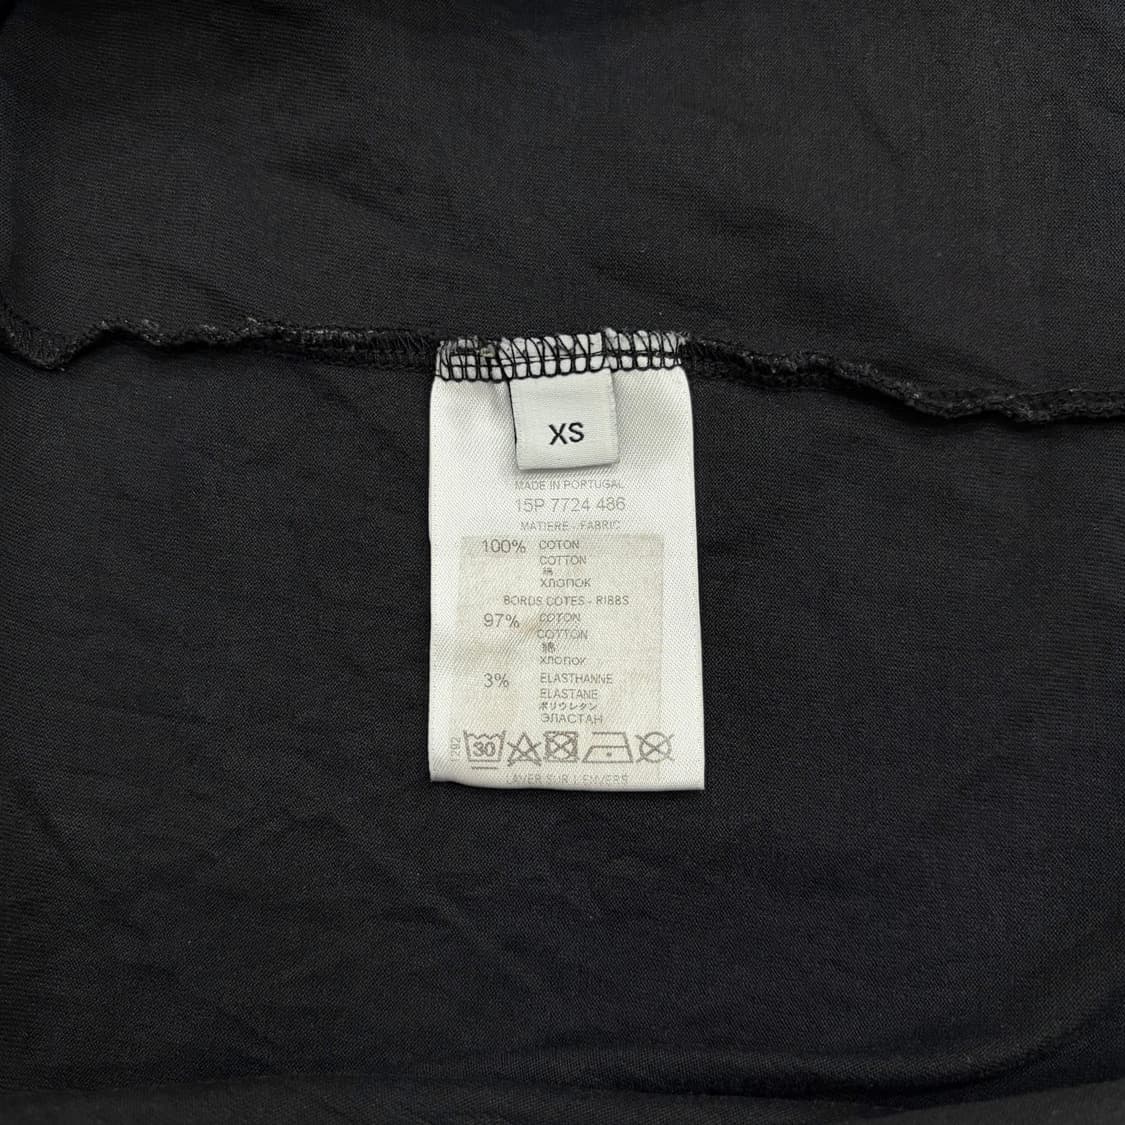 XS
MADE IN PORTUGAL
15P 7724 486
MATIERE - FABRIC
100% COTON
COTTON
綿
ХЛОПОК
BORDS COTES - RIBBS
97% COTON
COTTON
綿
ХЛОПОК
3% ELASTHANNE
ELASTANE
ポリウレタン
ЭЛАСТАН
1292
30
LAVER SUR L'ENVERS